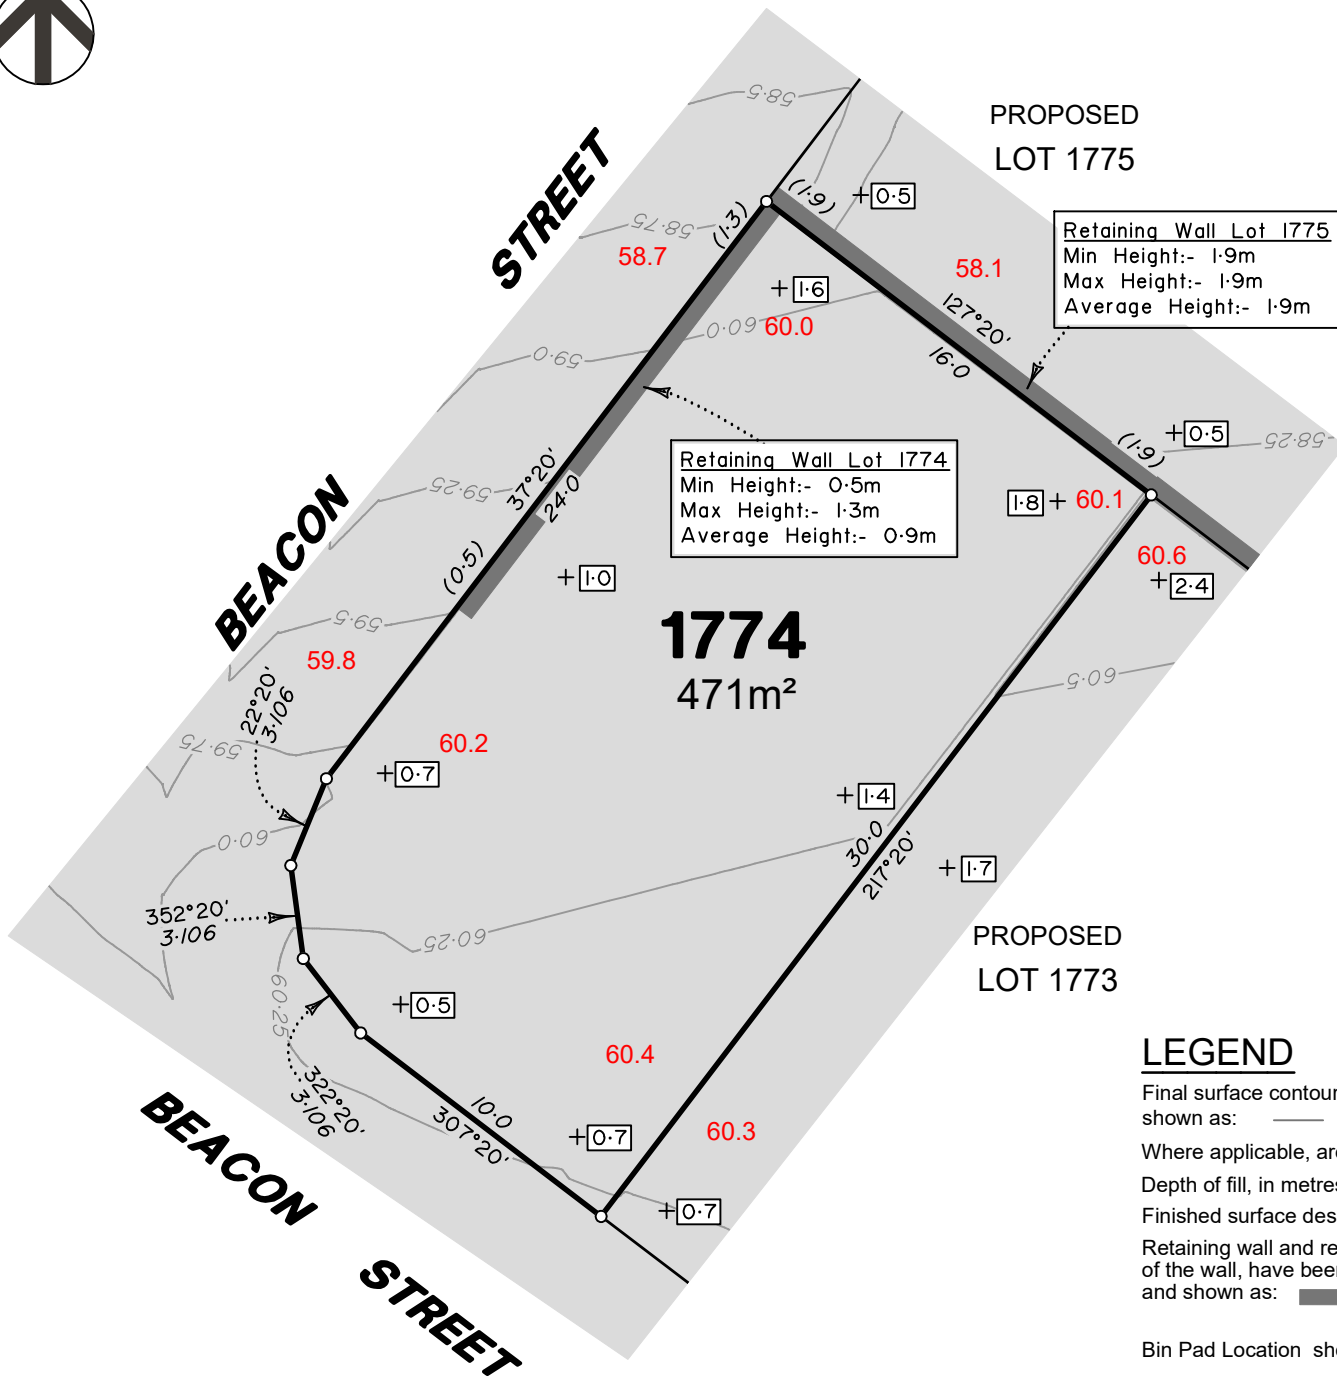 58·5
PROPOSED
LOT 1775
STREET
58·75
(1·3)
(1·9)
+0·5
58.7
58.1
Retaining Wall Lot 1775
Min Height:- 1·9m
Max Height:- 1·9m
Average Height:- 1·9m
+1·6
60·0
60.0
127°20'
16·0
59·0
(1·9)
+0·5
58·25
Retaining Wall Lot 1774
Min Height:- 0·5m
Max Height:- 1·3m
Average Height:- 0·9m
37°20'
24·0
59·25
1·8+
60.1
60.6
+2·4
BEACON
(0·5)
+1·0
1774
471m²
59·5
59.8
60·5
22°20'
3·106
59·75
60.2
+0·7
+1·4
60·0
30·0
217°20'
+1·7
352°20'
3·106
60·25
PROPOSED
LOT 1773
60·25
+0·5
60.4
322°20'
3·106
10·0
307°20'
+0·7
60.3
+0·7
BEACON
STREET
LEGEND
Final surface contour
shown as:
Where applicable, are
Depth of fill, in metres
Finished surface des
Retaining wall and re
of the wall, have been
and shown as:
Bin Pad Location sho